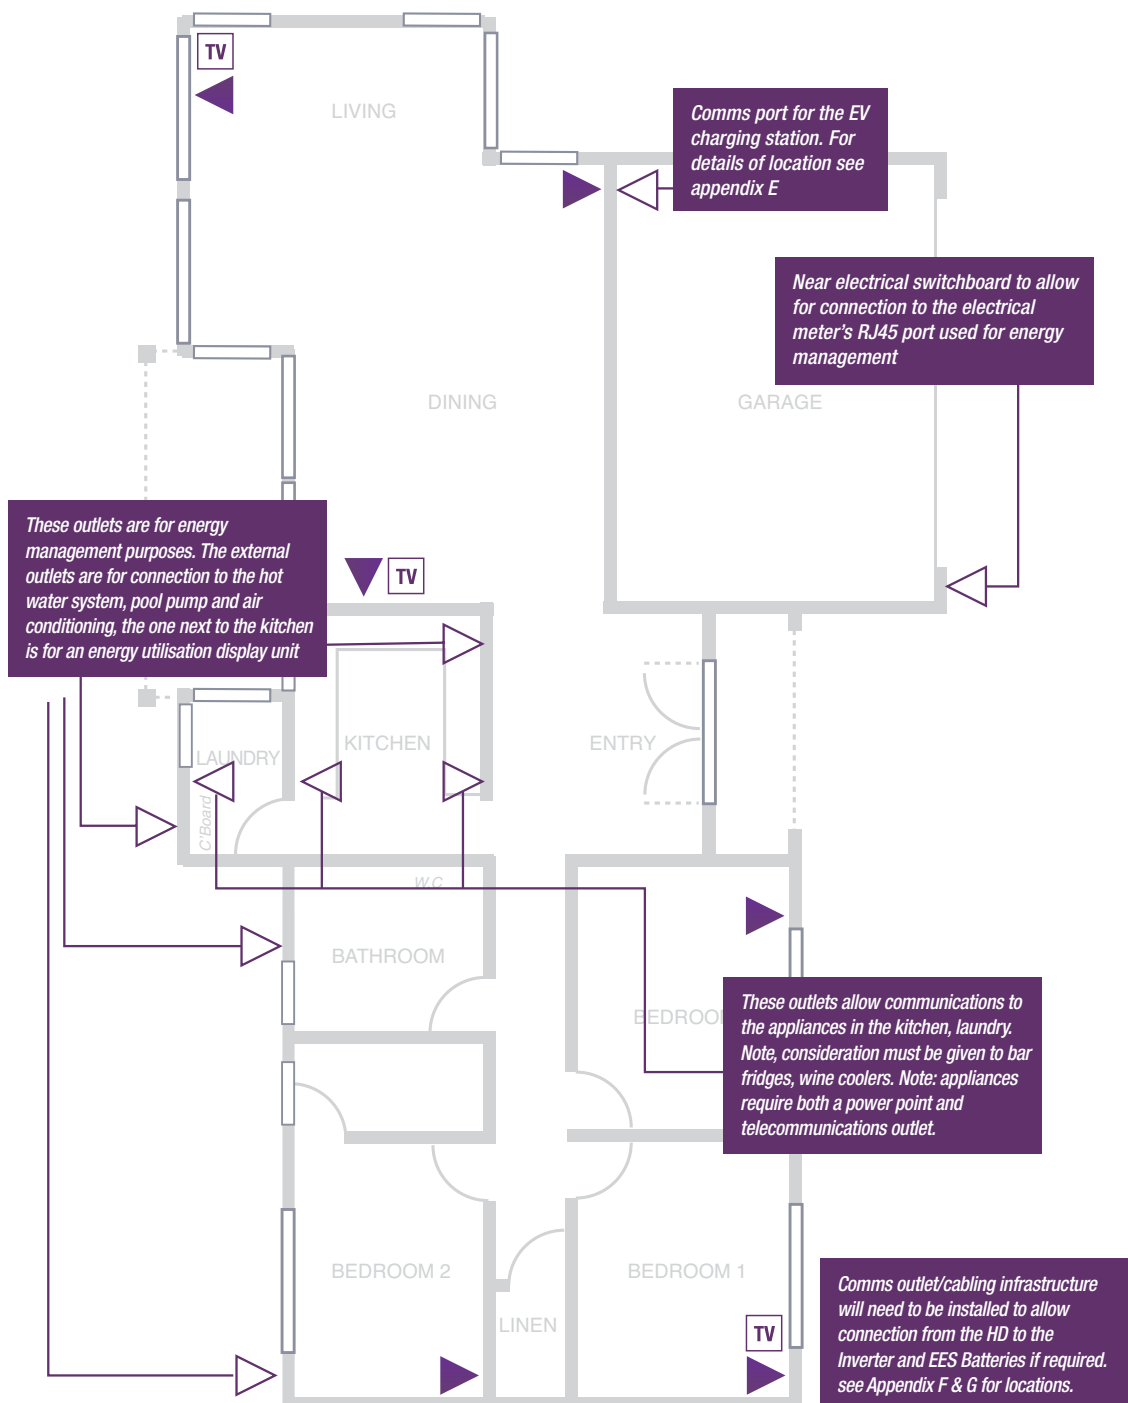 TV
LIVING
Comms port for the EV
charging station. For
details of location see
appendix E
Near electrical switchboard to allow
for connection to the electrical
meter's RJ45 port used for energy
management
DINING
GARAGE
These outlets are for energy
management purposes. The external
outlets are for connection to the hot
water system, pool pump and air
conditioning, the one next to the kitchen
is for an energy utilisation display unit
TV
LAUNDRY
KITCHEN
ENTRY
C'Board
W.C
BATHROOM
These outlets allow communications to
the appliances in the kitchen, laundry.
Note, consideration must be given to bar
fridges, wine coolers. Note: appliances
require both a power point and
telecommunications outlet.
BEDROOM 2
BEDROOM 1
LINEN
TV
Comms outlet/cabling infrastructure
will need to be installed to allow
connection from the HD to the
Inverter and EES Batteries if required.
see Appendix F & G for locations.